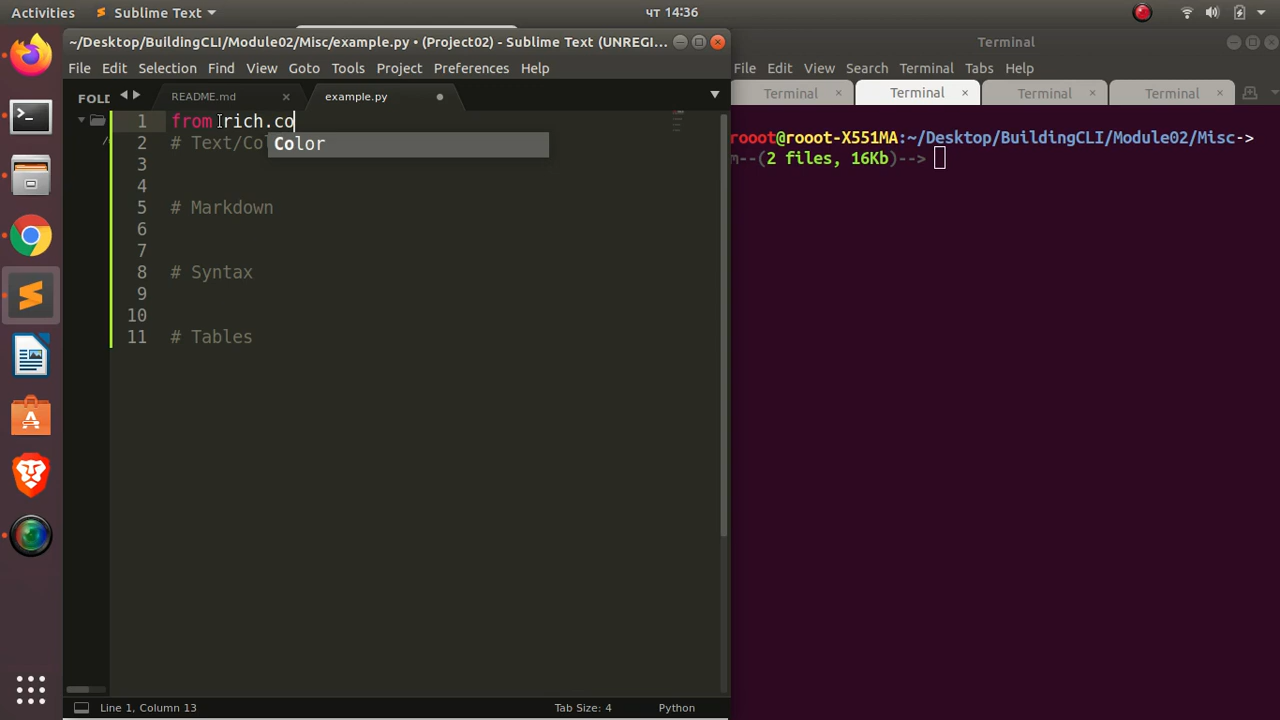 Activities
Sublime Text
чт 14:36
~/Desktop/BuildingCLI/Module02/Misc/example.py • (Project02) - Sublime Text (UNREGI...
File Edit Selection Find View Goto Tools Project Preferences Help
FOLD
README.md ×
example.py
1 from rich.co
Color
2 # Text/Co
3
4
5 # Markdown
6
7
8 # Syntax
9
10
11 # Tables
Line 1, Column 13
Tab Size: 4
Python
Terminal
File Edit View Search Terminal Tabs Help
Terminal ×
Terminal ×
Terminal ×
Terminal ×
rooot@rooot-X551MA:~/Desktop/BuildingCLI/Module02/Misc->
m--(2 files, 16Kb)-->